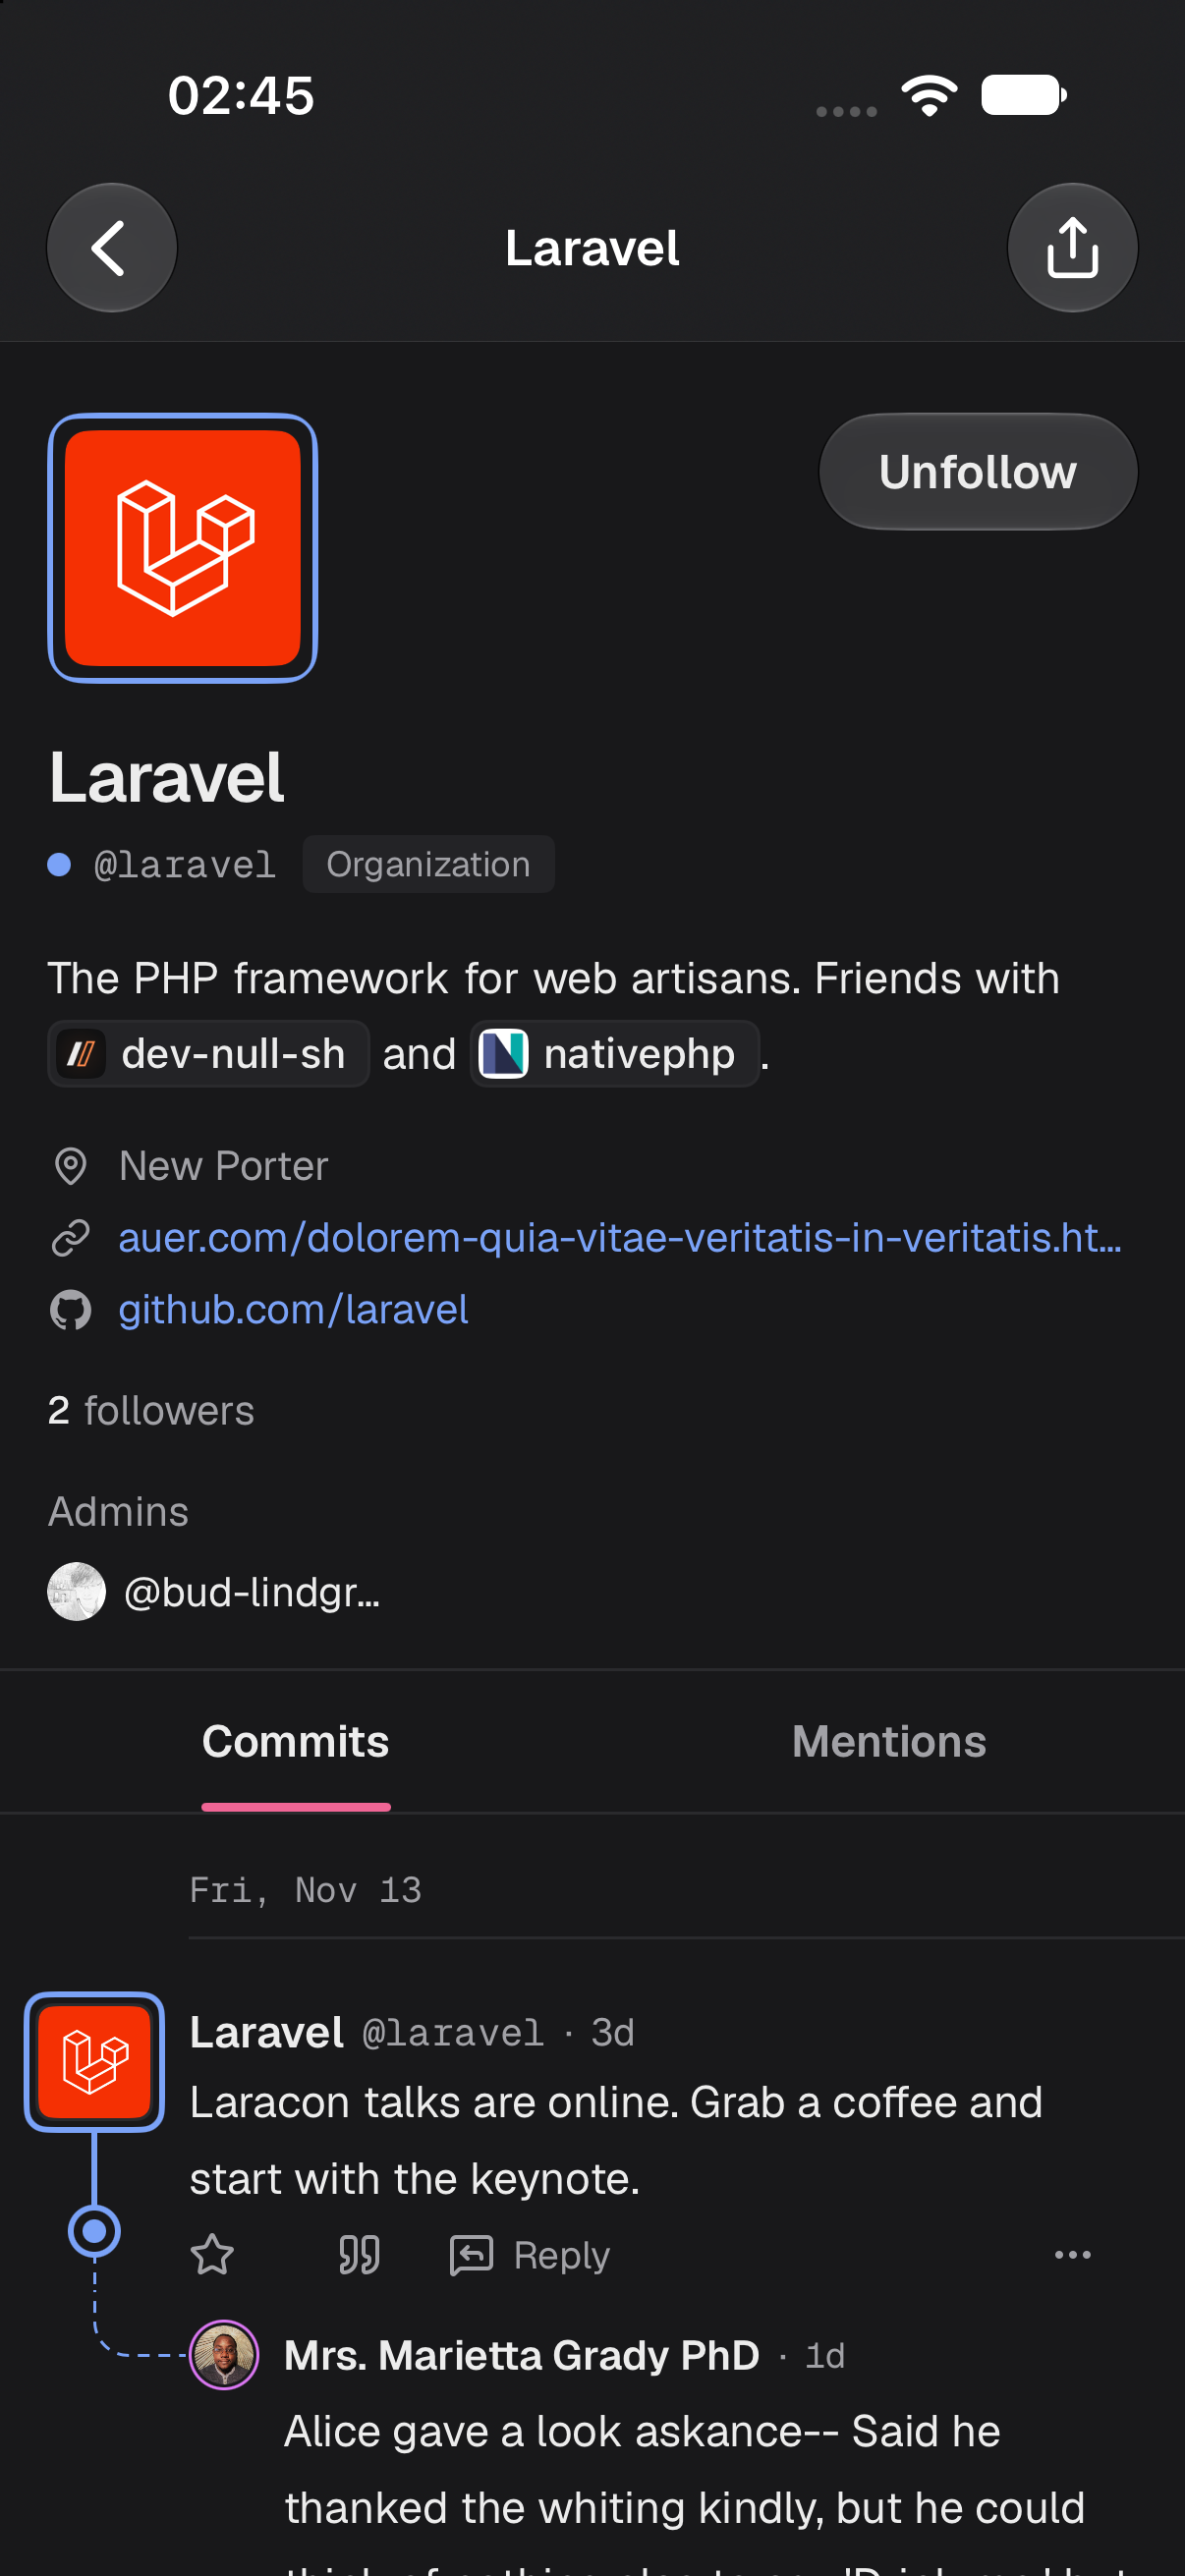 02:45
Laravel
Unfollow
Laravel
@laravel Organization
The PHP framework for web artisans. Friends with
dev-null-sh and nativephp.
New Porter
auer.com/dolorem-quia-vitae-veritatis-in-veritatis.ht...
github.com/laravel
2 followers
Admins
@bud-lindgr...
Commits Mentions
Fri, Nov 13
Laravel @laravel · 3d
Laracon talks are online. Grab a coffee and
start with the keynote.
Reply
Mrs. Marietta Grady PhD · 1d
Alice gave a look askance-- Said he
thanked the whiting kindly, but he could